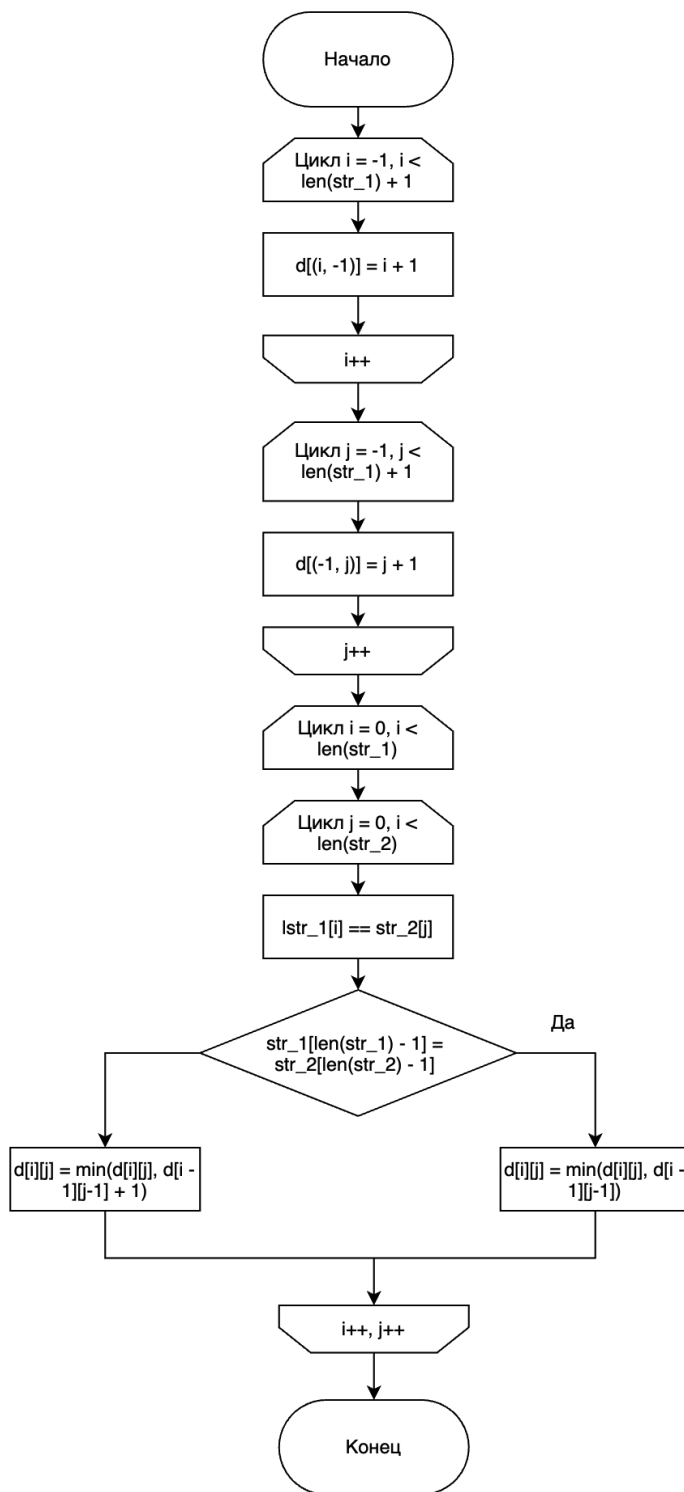 Начало
Цикл i = -1, i <
len(str_1) + 1
d[(i, -1)] = i + 1
i++
Цикл j = -1, j <
len(str_1) + 1
d[(-1, j)] = j + 1
j++
Цикл i = 0, i <
len(str_1)
Цикл j = 0, i <
len(str_2)
lstr_1[i] == str_2[j]
Да
str_1[len(str_1) - 1] =
str_2[len(str_2) - 1]
d[i][j] = min(d[i][j], d[i -
1][j-1] + 1)
d[i][j] = min(d[i][j], d[i -
1][j-1])
i++, j++
Конец